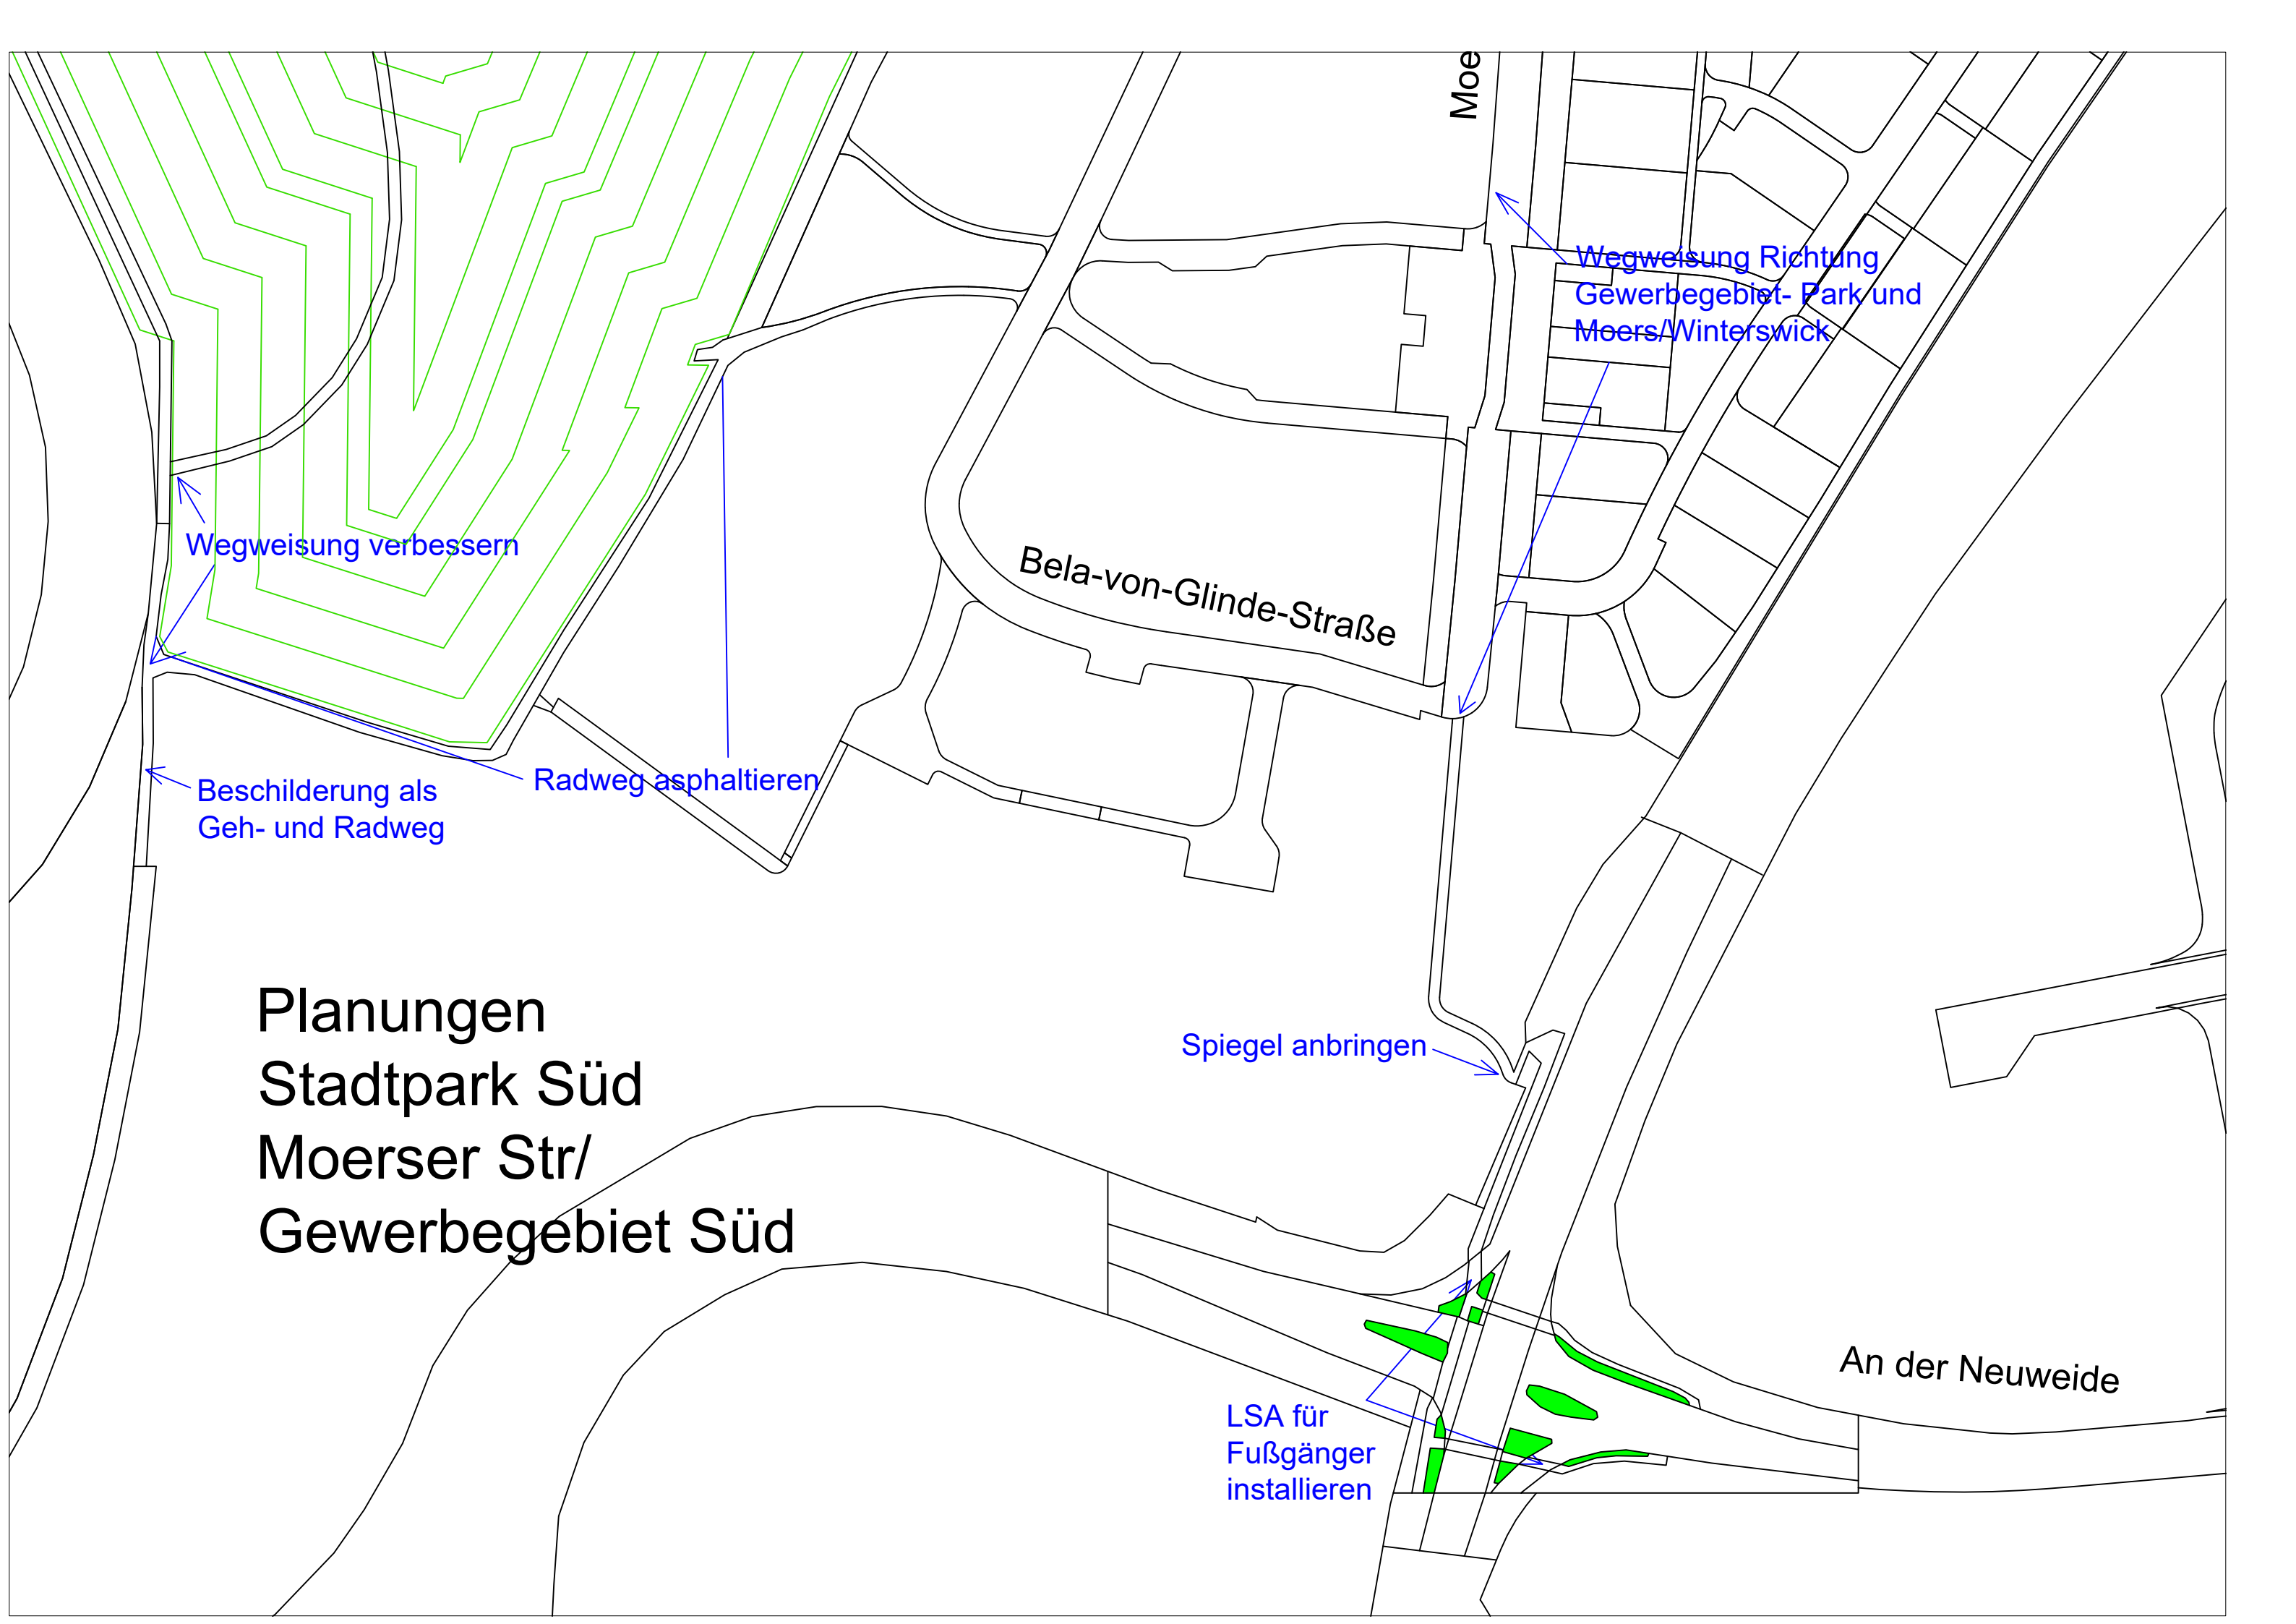 Moe
Wegweisung Richtung
Gewerbegebiet- Park und
Moers/Winterswick
Wegweisung verbessern
Bela-von-Glinde-Straße
Beschilderung als
Geh- und Radweg
Radweg asphaltieren
Planungen
Stadtpark Süd
Moerser Str/
Gewerbegebiet Süd
Spiegel anbringen
An der Neuweide
LSA für
Fußgänger
installieren